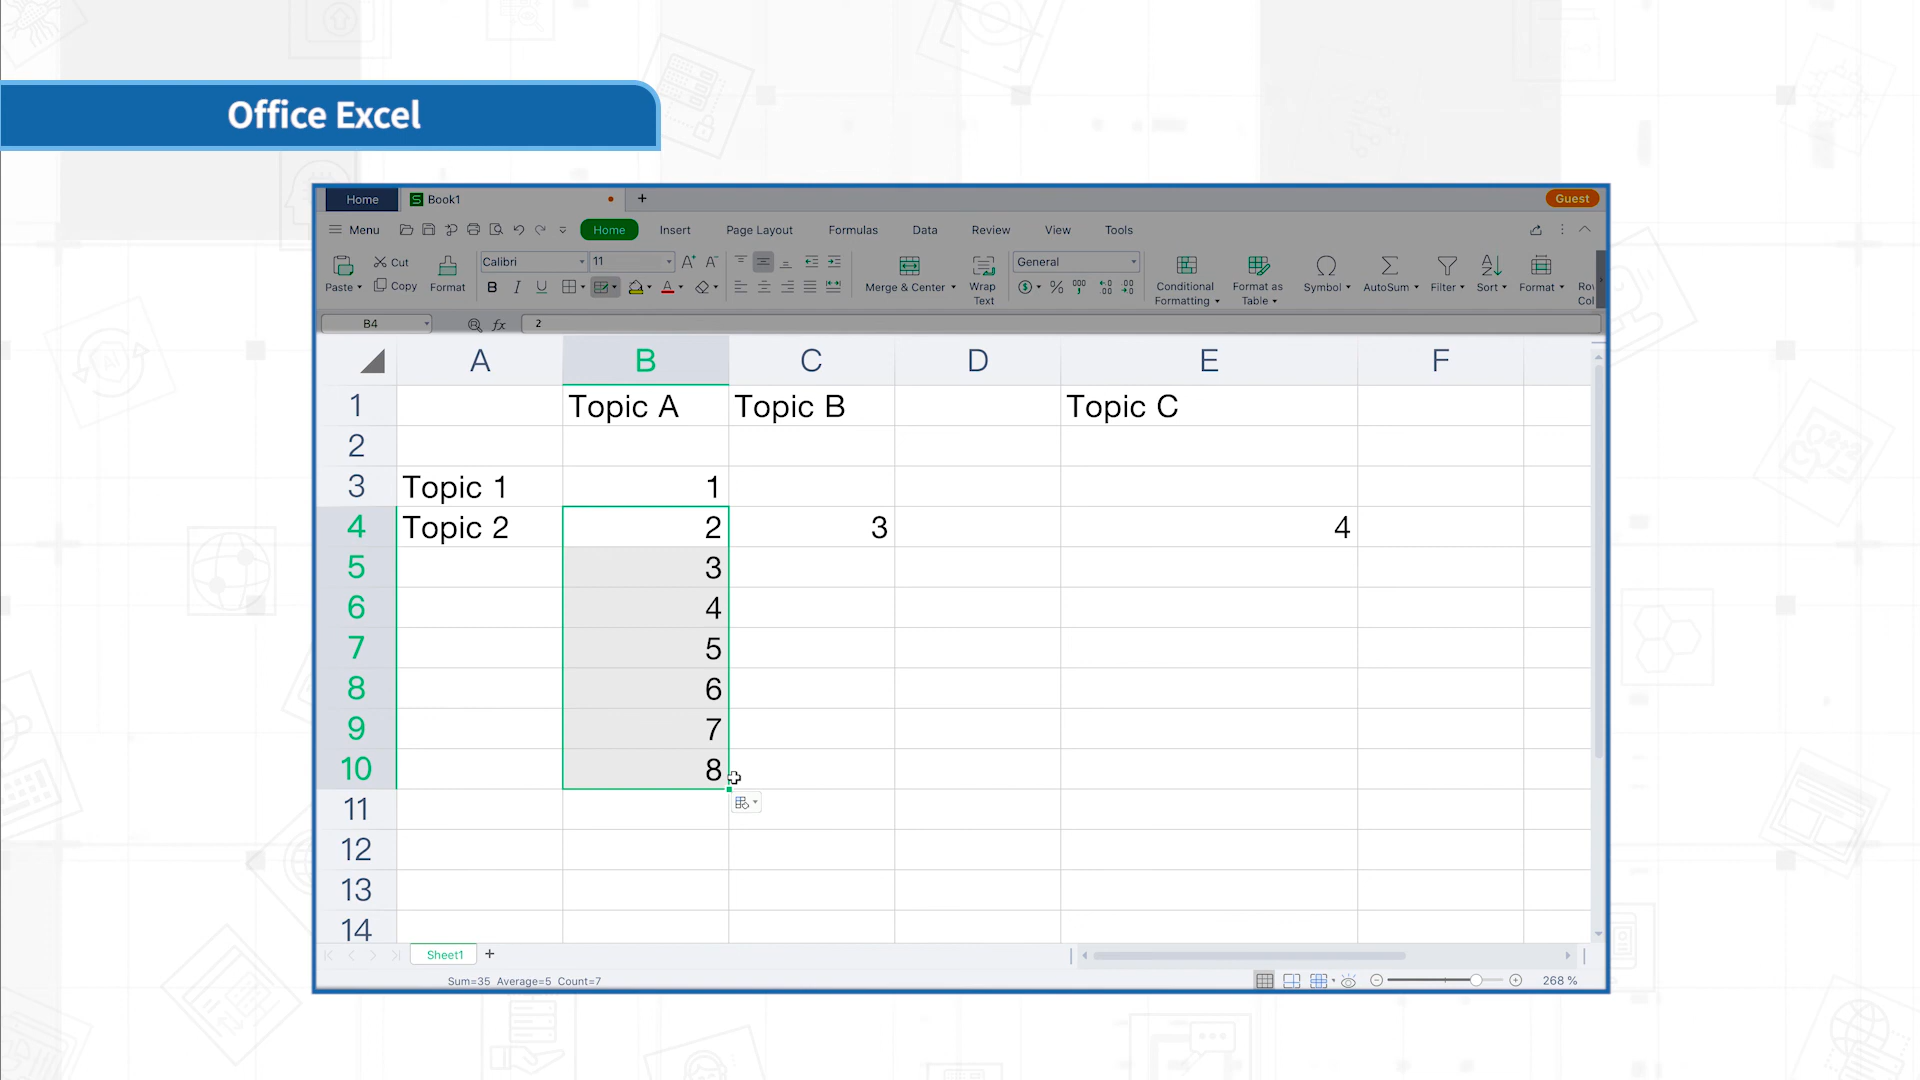 Office Excel
Home Book1 + Guest
Menu Home Insert Page Layout Formulas Data Review View Tools
Cut Calibri 11 A+ A- General
Paste Copy Format B I U A Merge & Center Wrap Text % Conditional Formatting Format as Table Symbol AutoSum Filter Sort Format
B4 fx 2
A B C D E F
1 Topic A Topic B Topic C
2
3 Topic 1 1
4 Topic 2 2 3 4
5 3
6 4
7 5
8 6
9 7
10 8
11
12
13
14
Sheet1 +
Sum=35 Average=5 Count=7 268 %